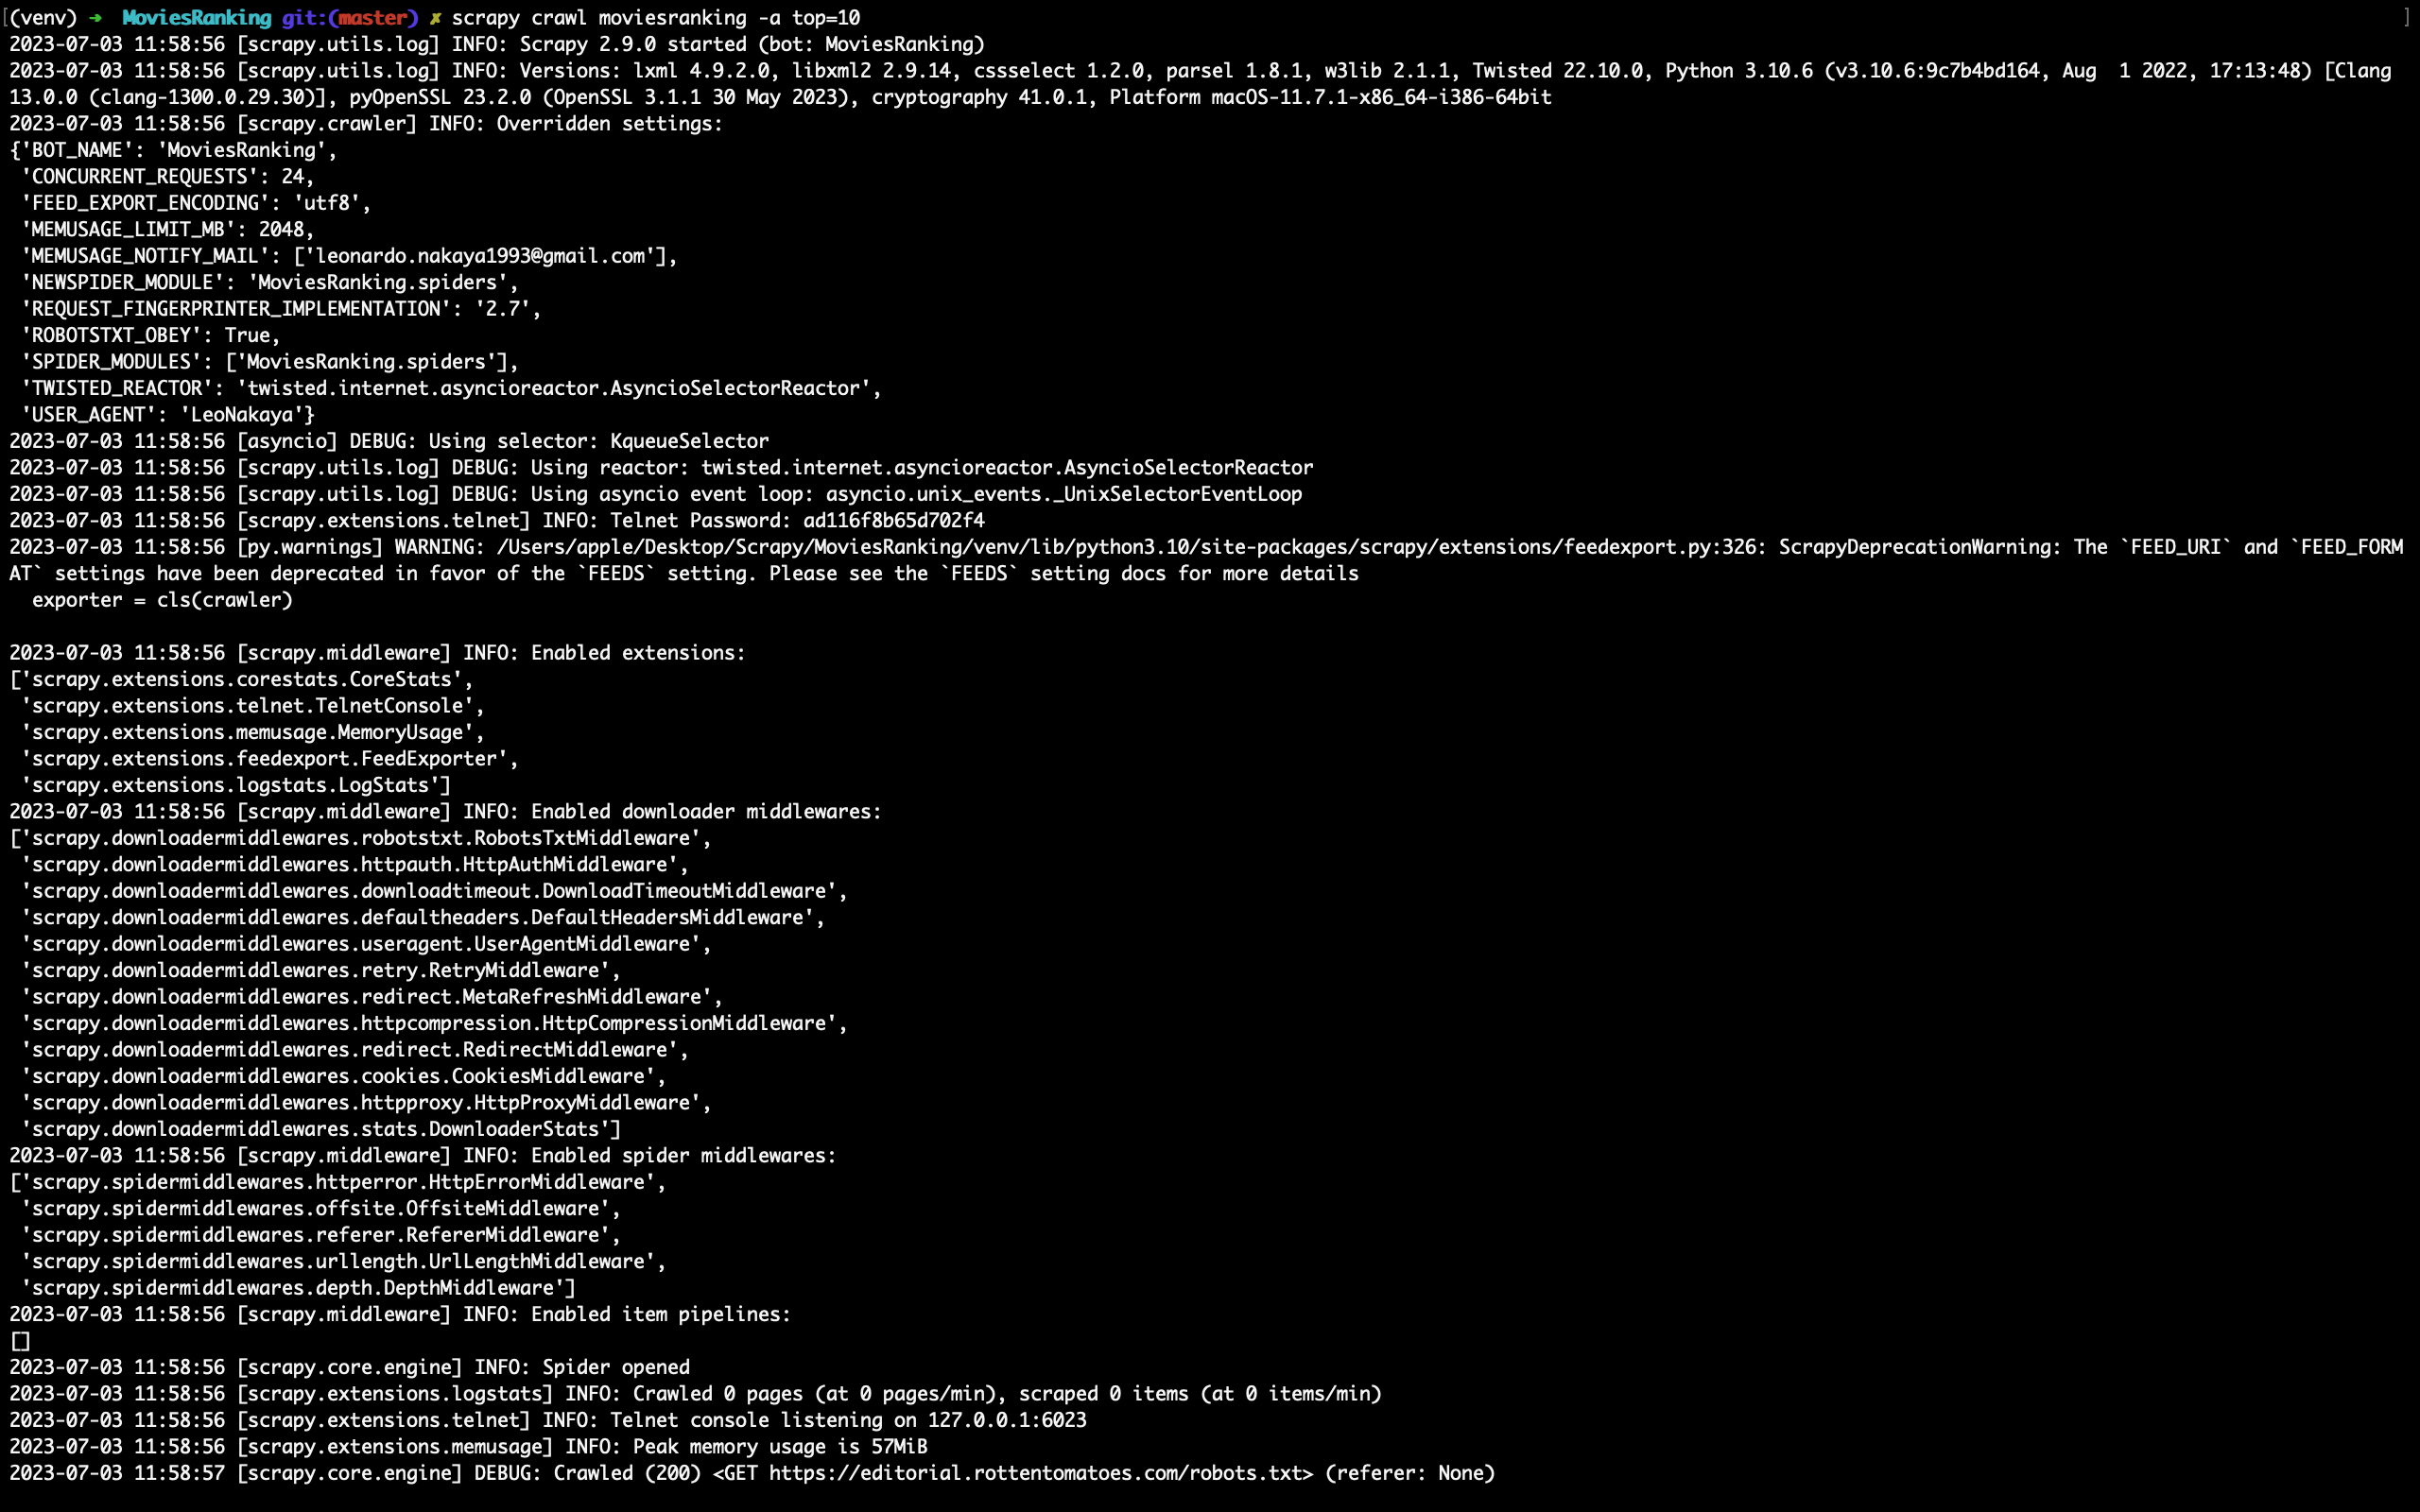 (venv) ➜  MoviesRanking git:(master) ✗ scrapy crawl moviesranking -a top=10
2023-07-03 11:58:56 [scrapy.utils.log] INFO: Scrapy 2.9.0 started (bot: MoviesRanking)
2023-07-03 11:58:56 [scrapy.utils.log] INFO: Versions: lxml 4.9.2.0, libxml2 2.9.14, cssselect 1.2.0, parsel 1.8.1, w3lib 2.1.1, Twisted 22.10.0, Python 3.10.6 (v3.10.6:9c7b4bd164, Aug  1 2022, 17:13:48) [Clang
13.0.0 (clang-1300.0.29.30)], pyOpenSSL 23.2.0 (OpenSSL 3.1.1 30 May 2023), cryptography 41.0.1, Platform macOS-11.7.1-x86_64-i386-64bit
2023-07-03 11:58:56 [scrapy.crawler] INFO: Overridden settings:
{'BOT_NAME': 'MoviesRanking',
 'CONCURRENT_REQUESTS': 24,
 'FEED_EXPORT_ENCODING': 'utf8',
 'MEMUSAGE_LIMIT_MB': 2048,
 'MEMUSAGE_NOTIFY_MAIL': ['leonardo.nakaya1993@gmail.com'],
 'NEWSPIDER_MODULE': 'MoviesRanking.spiders',
 'REQUEST_FINGERPRINTER_IMPLEMENTATION': '2.7',
 'ROBOTSTXT_OBEY': True,
 'SPIDER_MODULES': ['MoviesRanking.spiders'],
 'TWISTED_REACTOR': 'twisted.internet.asyncioreactor.AsyncioSelectorReactor',
 'USER_AGENT': 'LeoNakaya'}
2023-07-03 11:58:56 [asyncio] DEBUG: Using selector: KqueueSelector
2023-07-03 11:58:56 [scrapy.utils.log] DEBUG: Using reactor: twisted.internet.asyncioreactor.AsyncioSelectorReactor
2023-07-03 11:58:56 [scrapy.utils.log] DEBUG: Using asyncio event loop: asyncio.unix_events._UnixSelectorEventLoop
2023-07-03 11:58:56 [scrapy.extensions.telnet] INFO: Telnet Password: ad116f8b65d702f4
2023-07-03 11:58:56 [py.warnings] WARNING: /Users/apple/Desktop/Scrapy/MoviesRanking/venv/lib/python3.10/site-packages/scrapy/extensions/feedexport.py:326: ScrapyDeprecationWarning: The `FEED_URI` and `FEED_FORM
AT` settings have been deprecated in favor of the `FEEDS` setting. Please see the `FEEDS` setting docs for more details
  exporter = cls(crawler)

2023-07-03 11:58:56 [scrapy.middleware] INFO: Enabled extensions:
['scrapy.extensions.corestats.CoreStats',
 'scrapy.extensions.telnet.TelnetConsole',
 'scrapy.extensions.memusage.MemoryUsage',
 'scrapy.extensions.feedexport.FeedExporter',
 'scrapy.extensions.logstats.LogStats']
2023-07-03 11:58:56 [scrapy.middleware] INFO: Enabled downloader middlewares:
['scrapy.downloadermiddlewares.robotstxt.RobotsTxtMiddleware',
 'scrapy.downloadermiddlewares.httpauth.HttpAuthMiddleware',
 'scrapy.downloadermiddlewares.downloadtimeout.DownloadTimeoutMiddleware',
 'scrapy.downloadermiddlewares.defaultheaders.DefaultHeadersMiddleware',
 'scrapy.downloadermiddlewares.useragent.UserAgentMiddleware',
 'scrapy.downloadermiddlewares.retry.RetryMiddleware',
 'scrapy.downloadermiddlewares.redirect.MetaRefreshMiddleware',
 'scrapy.downloadermiddlewares.httpcompression.HttpCompressionMiddleware',
 'scrapy.downloadermiddlewares.redirect.RedirectMiddleware',
 'scrapy.downloadermiddlewares.cookies.CookiesMiddleware',
 'scrapy.downloadermiddlewares.httpproxy.HttpProxyMiddleware',
 'scrapy.downloadermiddlewares.stats.DownloaderStats']
2023-07-03 11:58:56 [scrapy.middleware] INFO: Enabled spider middlewares:
['scrapy.spidermiddlewares.httperror.HttpErrorMiddleware',
 'scrapy.spidermiddlewares.offsite.OffsiteMiddleware',
 'scrapy.spidermiddlewares.referer.RefererMiddleware',
 'scrapy.spidermiddlewares.urllength.UrlLengthMiddleware',
 'scrapy.spidermiddlewares.depth.DepthMiddleware']
2023-07-03 11:58:56 [scrapy.middleware] INFO: Enabled item pipelines:
[]
2023-07-03 11:58:56 [scrapy.core.engine] INFO: Spider opened
2023-07-03 11:58:56 [scrapy.extensions.logstats] INFO: Crawled 0 pages (at 0 pages/min), scraped 0 items (at 0 items/min)
2023-07-03 11:58:56 [scrapy.extensions.telnet] INFO: Telnet console listening on 127.0.0.1:6023
2023-07-03 11:58:56 [scrapy.extensions.memusage] INFO: Peak memory usage is 57MiB
2023-07-03 11:58:57 [scrapy.core.engine] DEBUG: Crawled (200) <GET https://editorial.rottentomatoes.com/robots.txt> (referer: None)